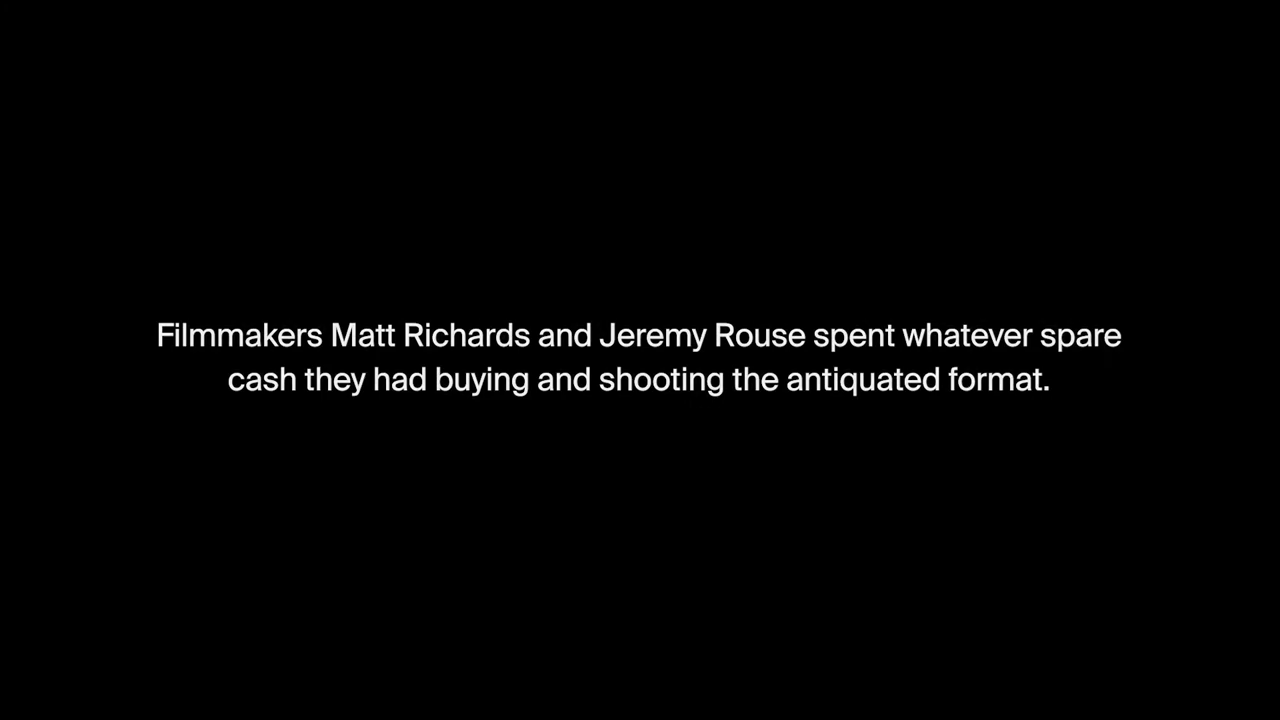 Filmmakers Matt Richards and Jeremy Rouse spent whatever spare
cash they had buying and shooting the antiquated format.